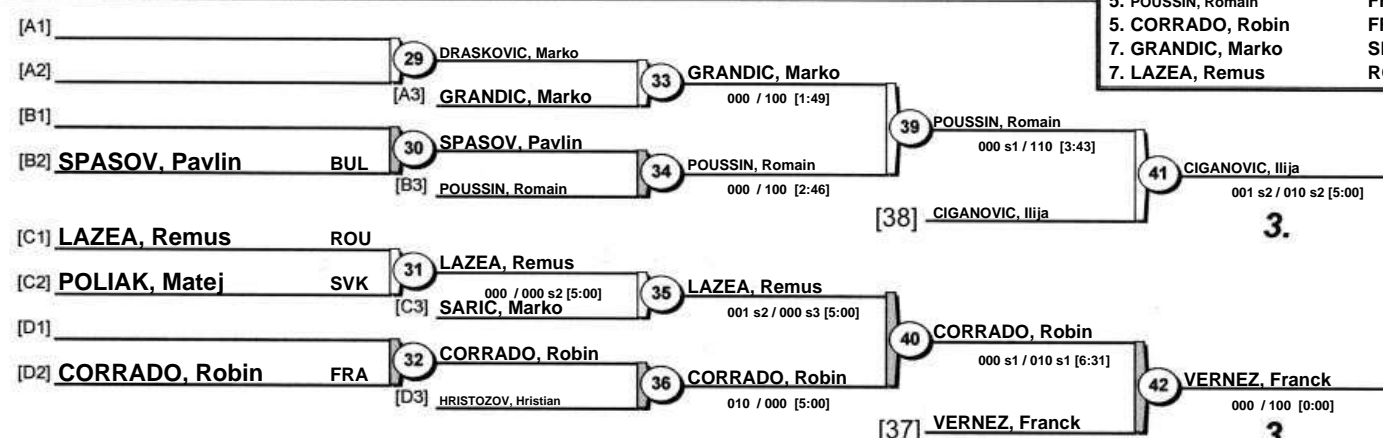 5. POUSSIN, Romain
5. CORRADO, Robin
7. GRANDIC, Marko
7. LAZEA, Remus
[A1]
29 DRASKOVIC, Marko
[A2]
[A3] GRANDIC, Marko
33 GRANDIC, Marko
000 / 100 [1:49]
[B1]
30 SPASOV, Pavlin
[B2] SPASOV, Pavlin BUL
[B3] POUSSIN, Romain
34 POUSSIN, Romain
000 / 100 [2:46]
39 POUSSIN, Romain
000 s1 / 110 [3:43]
[38] CIGANOVIC, Ilija
41 CIGANOVIC, Ilija
001 s2 / 010 s2 [5:00]
3.
[C1] LAZEA, Remus ROU
31 LAZEA, Remus
000 / 000 s2 [5:00]
[C2] POLIAK, Matej SVK
[C3] SARIC, Marko
35 LAZEA, Remus
001 s2 / 000 s3 [5:00]
[D1]
32 CORRADO, Robin
[D2] CORRADO, Robin FRA
[D3] HRISTOZOV, Hristian
36 CORRADO, Robin
010 / 000 [5:00]
40 CORRADO, Robin
000 s1 / 010 s1 [6:31]
[37] VERNEZ, Franck
42 VERNEZ, Franck
000 / 100 [0:00]
3